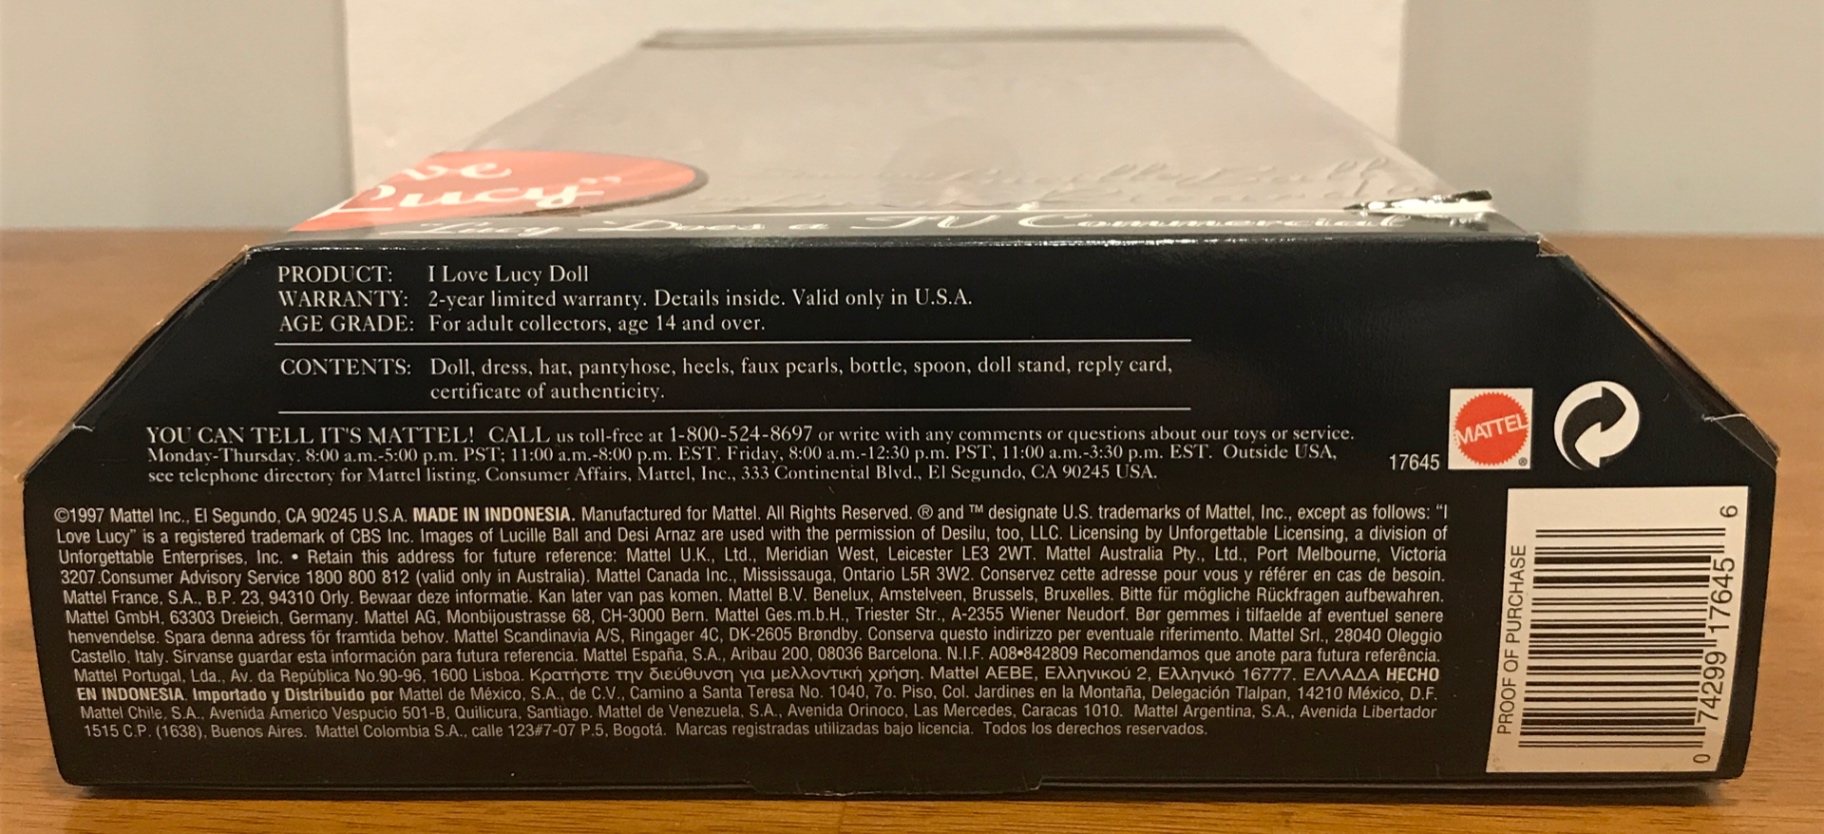 ve
Lucy"
Lucy Does a TV Commercial
PRODUCT: I Love Lucy Doll
WARRANTY: 2-year limited warranty. Details inside. Valid only in U.S.A.
AGE GRADE: For adult collectors, age 14 and over.
CONTENTS: Doll, dress, hat, pantyhose, heels, faux pearls, bottle, spoon, doll stand, reply card,
certificate of authenticity.
YOU CAN TELL IT'S MATTEL! CALL us toll-free at 1-800-524-8697 or write with any comments or questions about our toys or service.
Monday-Thursday, 8:00 a.m.-5:00 p.m. PST; 11:00 a.m.-8:00 p.m. EST. Friday, 8:00 a.m.-12:30 p.m. PST, 11:00 a.m.-3:30 p.m. EST. Outside USA,
see telephone directory for Mattel listing. Consumer Affairs, Mattel, Inc., 333 Continental Blvd., El Segundo, CA 90245 USA.
17645
MATTEL®
©1997 Mattel Inc., El Segundo, CA 90245 U.S.A. MADE IN INDONESIA. Manufactured for Mattel. All Rights Reserved. ® and ™ designate U.S. trademarks of Mattel, Inc., except as follows: "I
Love Lucy" is a registered trademark of CBS Inc. Images of Lucille Ball and Desi Arnaz are used with the permission of Desilu, too, LLC. Licensing by Unforgettable Licensing, a division of
Unforgettable Enterprises, Inc. • Retain this address for future reference: Mattel U.K., Ltd., Meridian West, Leicester LE3 2WT. Mattel Australia Pty., Ltd., Port Melbourne, Victoria
3207.Consumer Advisory Service 1800 800 812 (valid only in Australia). Mattel Canada Inc., Mississauga, Ontario L5R 3W2. Conservez cette adresse pour vous y référer en cas de besoin.
Mattel France, S.A., B.P. 23, 94310 Orly. Bewaar deze informatie. Kan later van pas komen. Mattel B.V. Benelux, Amstelveen, Brussels, Bruxelles. Bitte für mögliche Rückfragen aufbewahren.
Mattel GmbH, 63303 Dreieich, Germany. Mattel AG, Monbijoustrasse 68, CH-3000 Bern. Mattel Ges.m.b.H., Triester Str., A-2355 Wiener Neudorf. Bør gemmes i tilfaelde af eventuel senere
henvendelse. Spara denna adress för framtida behov. Mattel Scandinavia A/S, Ringager 4C, DK-2605 Brøndby. Conserva questo indirizzo per eventuale riferimento. Mattel Srl., 28040 Oleggio
Castello, Italy. Sírvanse guardar esta información para futura referencia. Mattel España, S.A., Aribau 200, 08036 Barcelona. N.I.F. A08•842809 Recomendamos que anote para futura referência.
Mattel Portugal, Lda., Av. da República No.90-96, 1600 Lisboa. Κρατήστε την διεύθυνση για μελλοντική χρήση. Mattel AEBE, Ελληνικού 2, Ελληνικό 16777. ΕΛΛΑΔΑ HECHO
EN INDONESIA. Importado y Distribuido por Mattel de México, S.A., de C.V., Camino a Santa Teresa No. 1040, 7o. Piso, Col. Jardines en la Montaña, Delegación Tlalpan, 14210 México, D.F.
Mattel Chile, S.A., Avenida Americo Vespucio 501-B, Quilicura, Santiago. Mattel de Venezuela, S.A., Avenida Orinoco, Las Mercedes, Caracas 1010. Mattel Argentina, S.A., Avenida Libertador
1515 C.P. (1638), Buenos Aires. Mattel Colombia S.A., calle 123#7-07 P.5, Bogotá. Marcas registradas utilizadas bajo licencia. Todos los derechos reservados.
PROOF OF PURCHASE
0 74299 17645 6